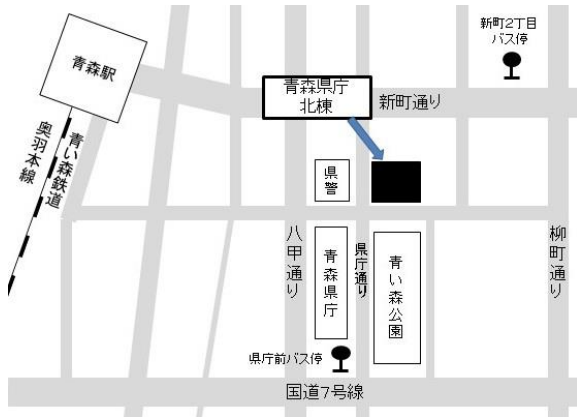 新町2丁目
バス停
青森駅
青森県庁
北棟
新町通り
青い森鉄道
奥羽本線
県警
八甲通り
青森県庁
県庁通り
青い森公園
柳町通り
県庁前バス停
国道7号線